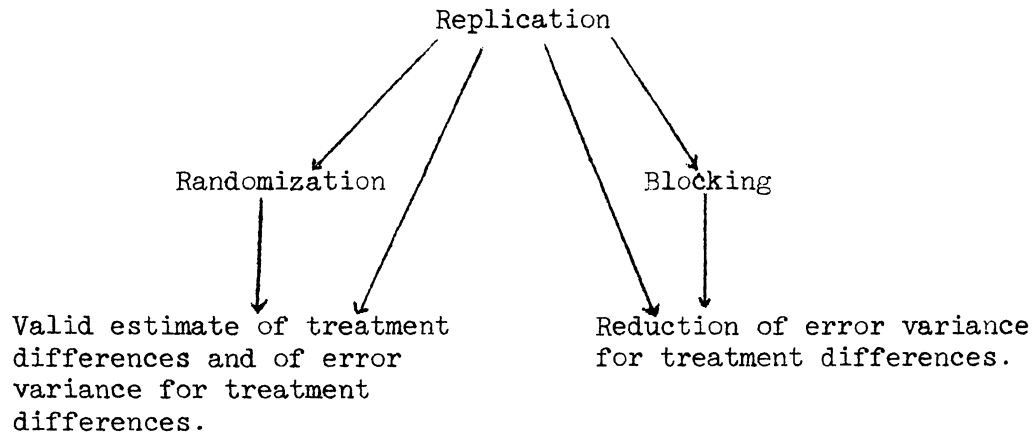 Replication
Randomization
Blocking
Valid estimate of treatment
differences and of error
variance for treatment
differences.
Reduction of error variance
for treatment differences.